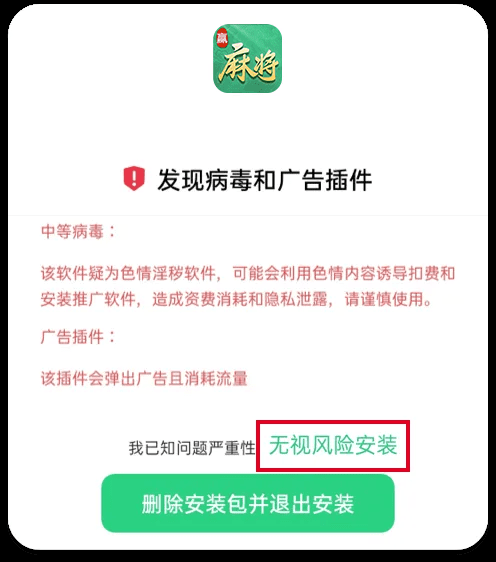 赢
麻将
发现病毒和广告插件
中等病毒：
该软件疑为色情淫秽软件，可能会利用色情内容诱导扣费和
安装推广软件，造成资费消耗和隐私泄露，请谨慎使用。
广告插件：
该插件会弹出广告且消耗流量
我已知问题严重性 无视风险安装
删除安装包并退出安装